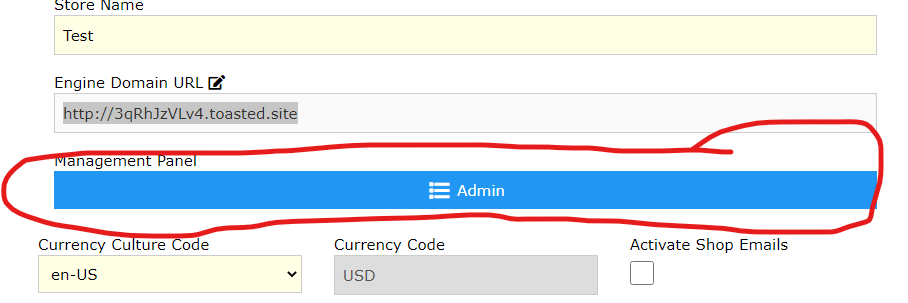 Store Name
Test
Engine Domain URL
http://3qRhJzVLv4.toasted.site
Management Panel
Admin
Currency Culture Code
Currency Code
Activate Shop Emails
en-US
USD